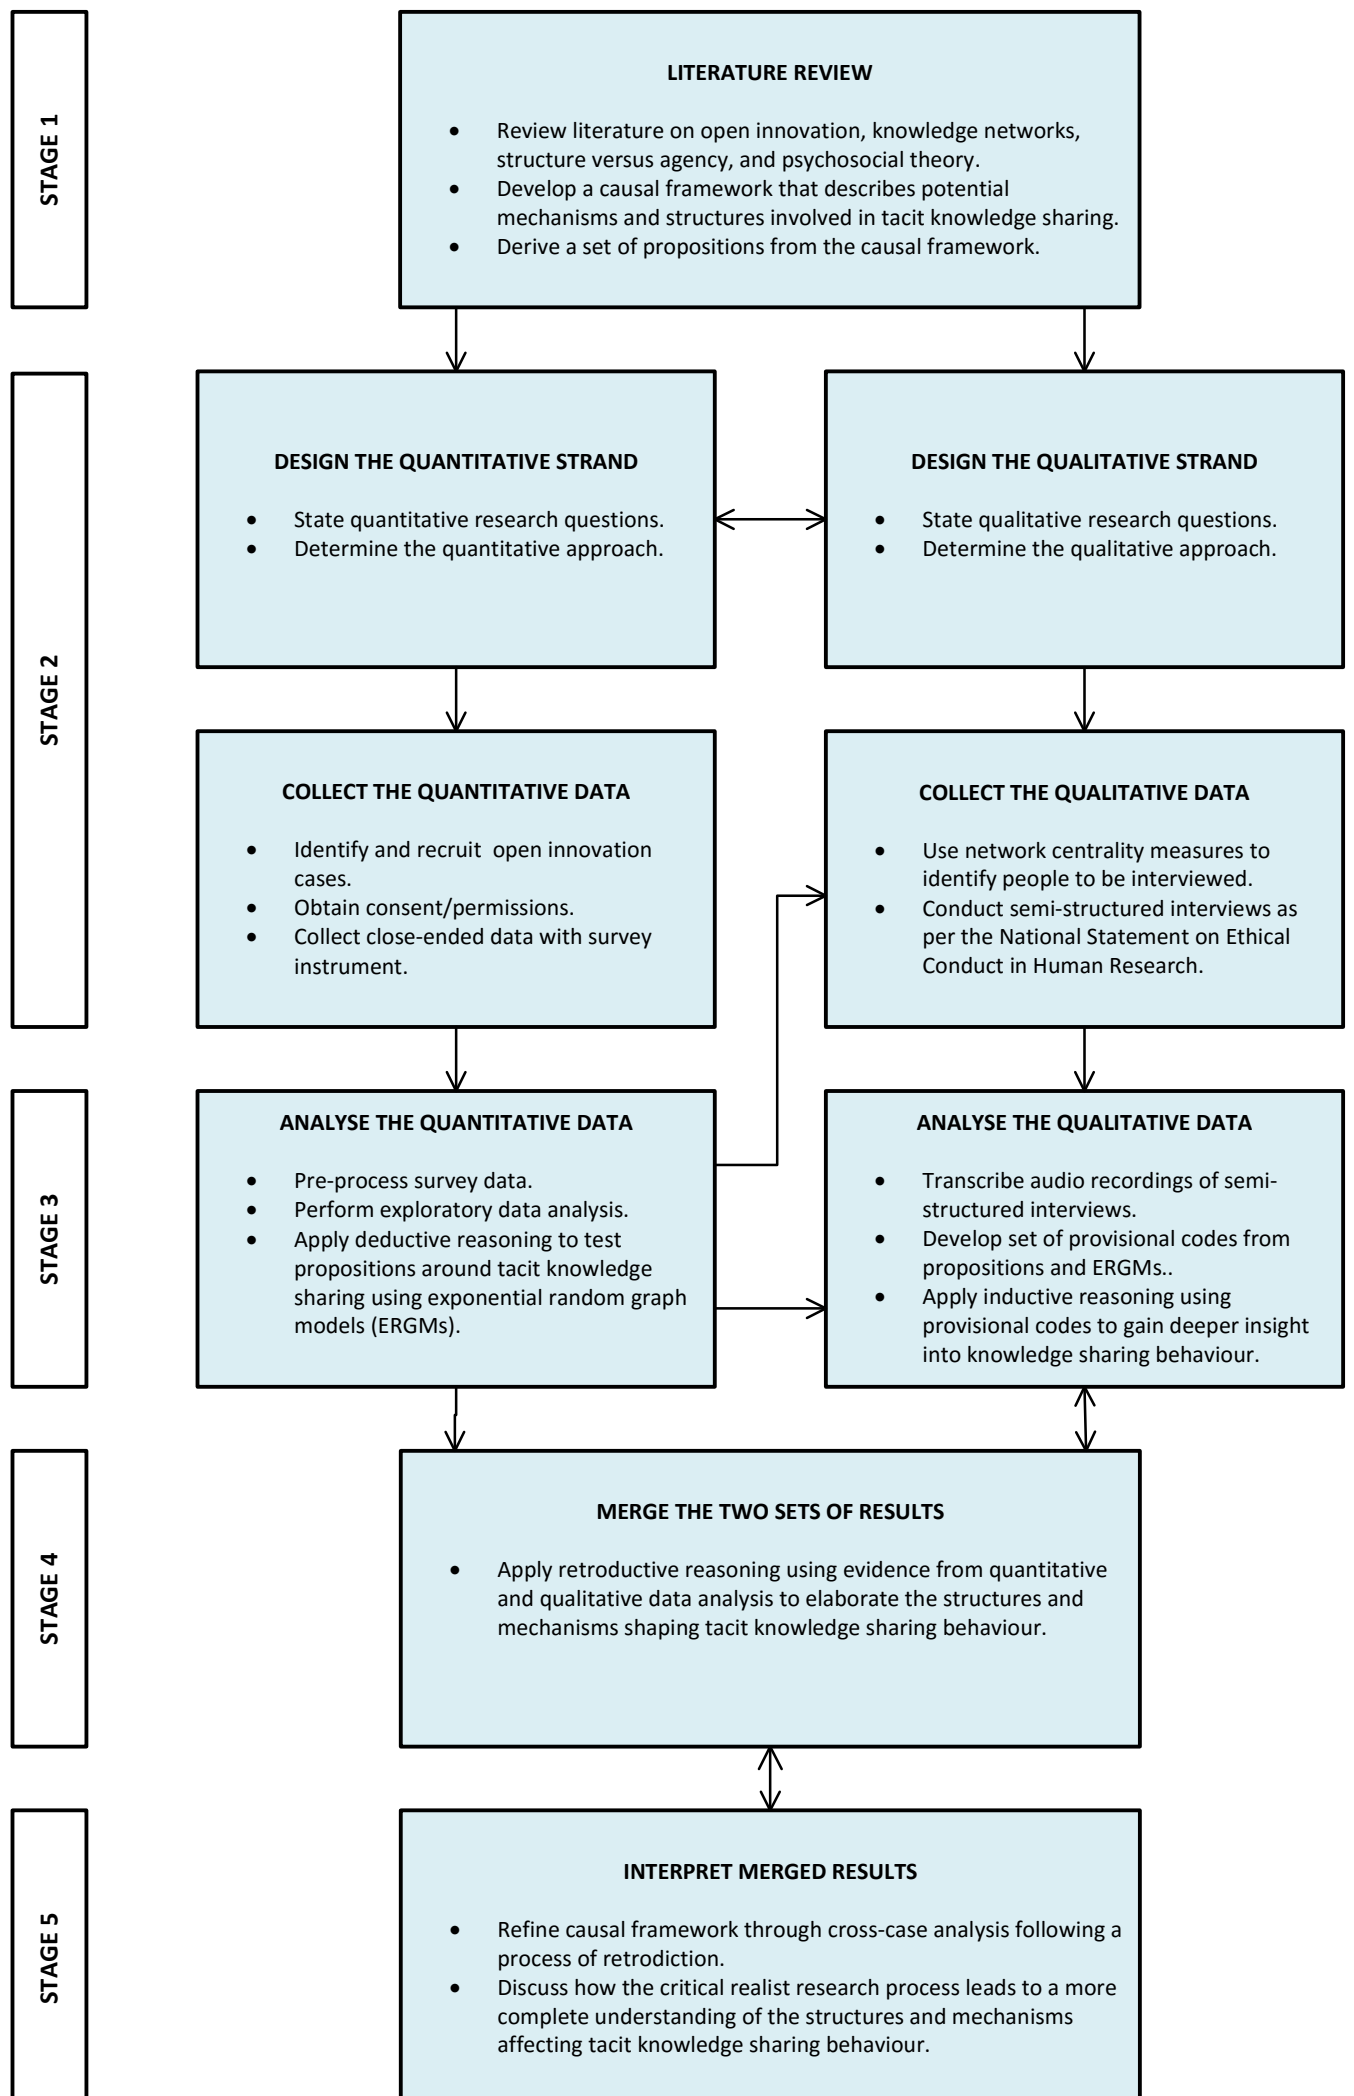 STAGE 1
LITERATURE REVIEW
• Review literature on open innovation, knowledge networks,
structure versus agency, and psychosocial theory.
• Develop a causal framework that describes potential
mechanisms and structures involved in tacit knowledge sharing.
• Derive a set of propositions from the causal framework.
STAGE 2
DESIGN THE QUANTITATIVE STRAND
• State quantitative research questions.
• Determine the quantitative approach.
DESIGN THE QUALITATIVE STRAND
• State qualitative research questions.
• Determine the qualitative approach.
COLLECT THE QUANTITATIVE DATA
• Identify and recruit  open innovation
cases.
• Obtain consent/permissions.
• Collect close-ended data with survey
instrument.
COLLECT THE QUALITATIVE DATA
• Use network centrality measures to
identify people to be interviewed.
• Conduct semi-structured interviews as
per the National Statement on Ethical
Conduct in Human Research.
STAGE 3
ANALYSE THE QUANTITATIVE DATA
• Pre-process survey data.
• Perform exploratory data analysis.
• Apply deductive reasoning to test
propositions around tacit knowledge
sharing using exponential random graph
models (ERGMs).
ANALYSE THE QUALITATIVE DATA
• Transcribe audio recordings of semi-
structured interviews.
• Develop set of provisional codes from
propositions and ERGMs..
• Apply inductive reasoning using
provisional codes to gain deeper insight
into knowledge sharing behaviour.
STAGE 4
MERGE THE TWO SETS OF RESULTS
• Apply retroductive reasoning using evidence from quantitative
and qualitative data analysis to elaborate the structures and
mechanisms shaping tacit knowledge sharing behaviour.
STAGE 5
INTERPRET MERGED RESULTS
• Refine causal framework through cross-case analysis following a
process of retrodiction.
• Discuss how the critical realist research process leads to a more
complete understanding of the structures and mechanisms
affecting tacit knowledge sharing behaviour.